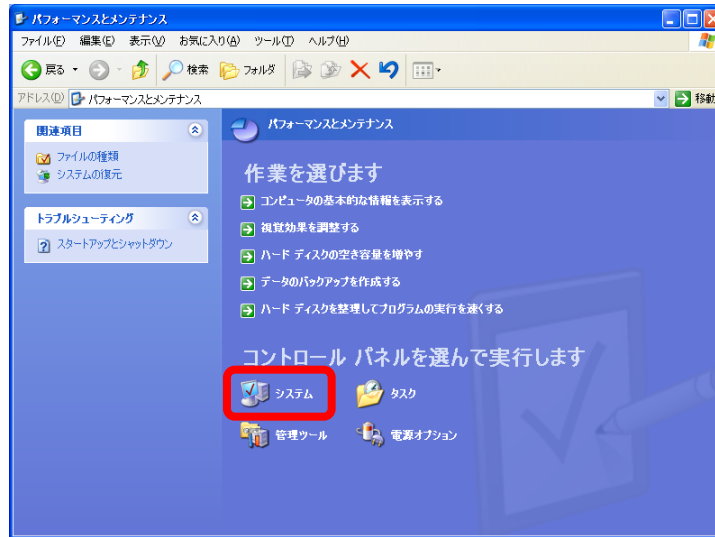 パフォーマンスとメンテナンス
ファイル(F) 編集(E) 表示(V) お気に入り(A) ツール(T) ヘルプ(H)
戻る 検索 フォルダ
アドレス(D) パフォーマンスとメンテナンス 移動
関連項目
ファイルの種類
システムの復元
トラブルシューティング
スタートアップとシャットダウン
パフォーマンスとメンテナンス
作業を選びます
コンピュータの基本的な情報を表示する
視覚効果を調整する
ハード ディスクの空き容量を増やす
データのバックアップを作成する
ハード ディスクを整理してプログラムの実行を速くする
コントロール パネルを選んで実行します
システム タスク
管理ツール 電源オプション